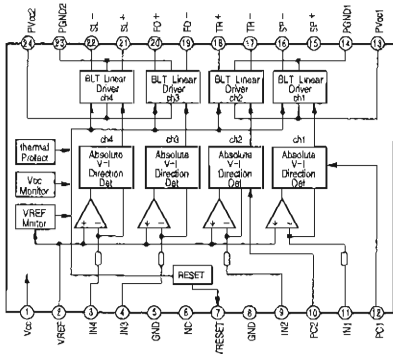 PVcc2
PGND2
SL-
SL+
FO+
FO-
TR+
TR-
SP-
SP+
PGND1
PVcc1
24
23
22
21
20
19
18
17
16
15
14
13
BLT Linear
Driver
ch4
BLT Linear
Driver
ch3
BLT Linear
Driver
ch2
BLT Linear
Driver
ch1
thermal
Protect
Vcc
Monitor
VREF
Mnitor
ch4
Absolute
V-I
Direction
Det
ch3
Absolute
V-I
Direction
Det
ch2
Absolute
V-I
Direction
Det
ch1
Absolute
V-I
Direction
Det
+ -
+ -
+ -
- +
RESET
1
2
3
4
5
6
7
8
9
10
11
12
Vcc
VREF
IN4
IN3
GND
NC
VRESET
GND
IN2
PC2
IN1
PC1